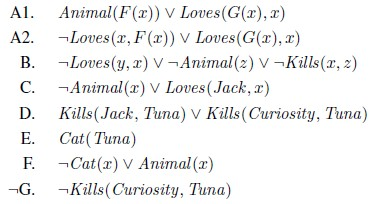 A1. Animal(F(x)) ∨ Loves(G(x), x)
A2. ¬Loves(x, F(x)) ∨ Loves(G(x), x)
B. ¬Loves(y, x) ∨ ¬Animal(z) ∨ ¬Kills(x, z)
C. ¬Animal(x) ∨ Loves(Jack, x)
D. Kills(Jack, Tuna) ∨ Kills(Curiosity, Tuna)
E. Cat(Tuna)
F. ¬Cat(x) ∨ Animal(x)
¬G. ¬Kills(Curiosity, Tuna)